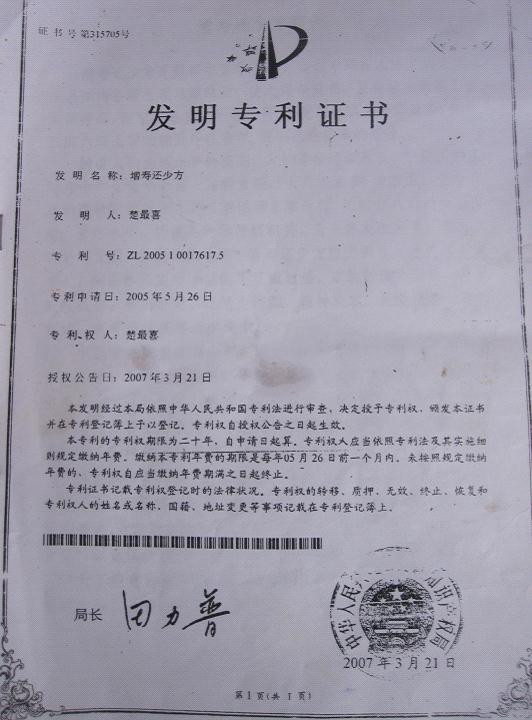 证书号第315705号
发明专利证书
发明名称：增寿还少方
发明人：楚最喜
专利号：ZL 2005 1 0017617.5
专利申请日：2005年5月26日
专利权人：楚最喜
授权公告日：2007年3月21日
本发明经过本局依照中华人民共和国专利法进行审查，决定授予专利权，颁发本证书
并在专利登记簿上予以登记。专利权自授权公告之日起生效。
本专利的专利权期限为二十年，自申请日起算。专利权人应当依照专利法及其实施细
则规定缴纳年费。缴纳本专利年费的期限是每年05月26日前一个月内。未按照规定缴纳
年费的，专利权自应当缴纳年费期满之日起终止。
专利证书记载专利权登记时的法律状况。专利权的转移、质押、无效、终止、恢复和
专利权人的姓名或名称、国籍、地址变更等事项记载在专利登记簿上。
局长 田力普
中华人民共 知识产权局
2007年3月21日
第1页(共1页)